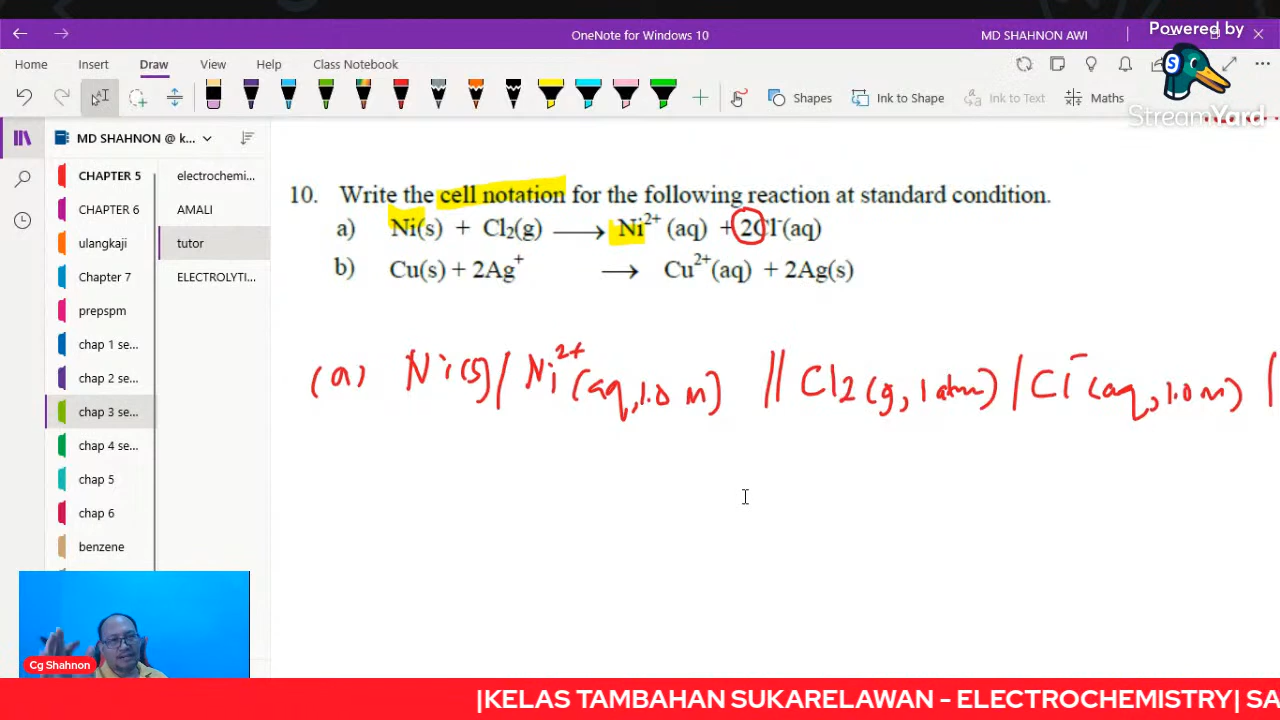 OneNote for Windows 10
MD SHAHNON AWI
Powered by
StreamYard
Home Insert Draw View Help Class Notebook
Shapes Ink to Shape Ink to Text Maths
MD SHAHNON @ k...
CHAPTER 5
CHAPTER 6
ulangkaji
Chapter 7
prepspm
chap 1 se...
chap 2 se...
chap 3 se...
chap 4 se...
chap 5
chap 6
benzene
electrochemi...
AMALI
tutor
ELECTROLYTI...
10. Write the cell notation for the following reaction at standard condition.
a) Ni(s) + Cl₂(g) ⟶ Ni²⁺ (aq) + 2Cl⁻(aq)
b) Cu(s) + 2Ag⁺ ⟶ Cu²⁺(aq) + 2Ag(s)
(a) Ni(s) / Ni²⁺ (aq, 1.0 M) // Cl2 (g, 1 atm) / Cl⁻ (aq, 1.0 M) |
Cg Shahnon
|KELAS TAMBAHAN SUKARELAWAN - ELECTROCHEMISTRY| SA